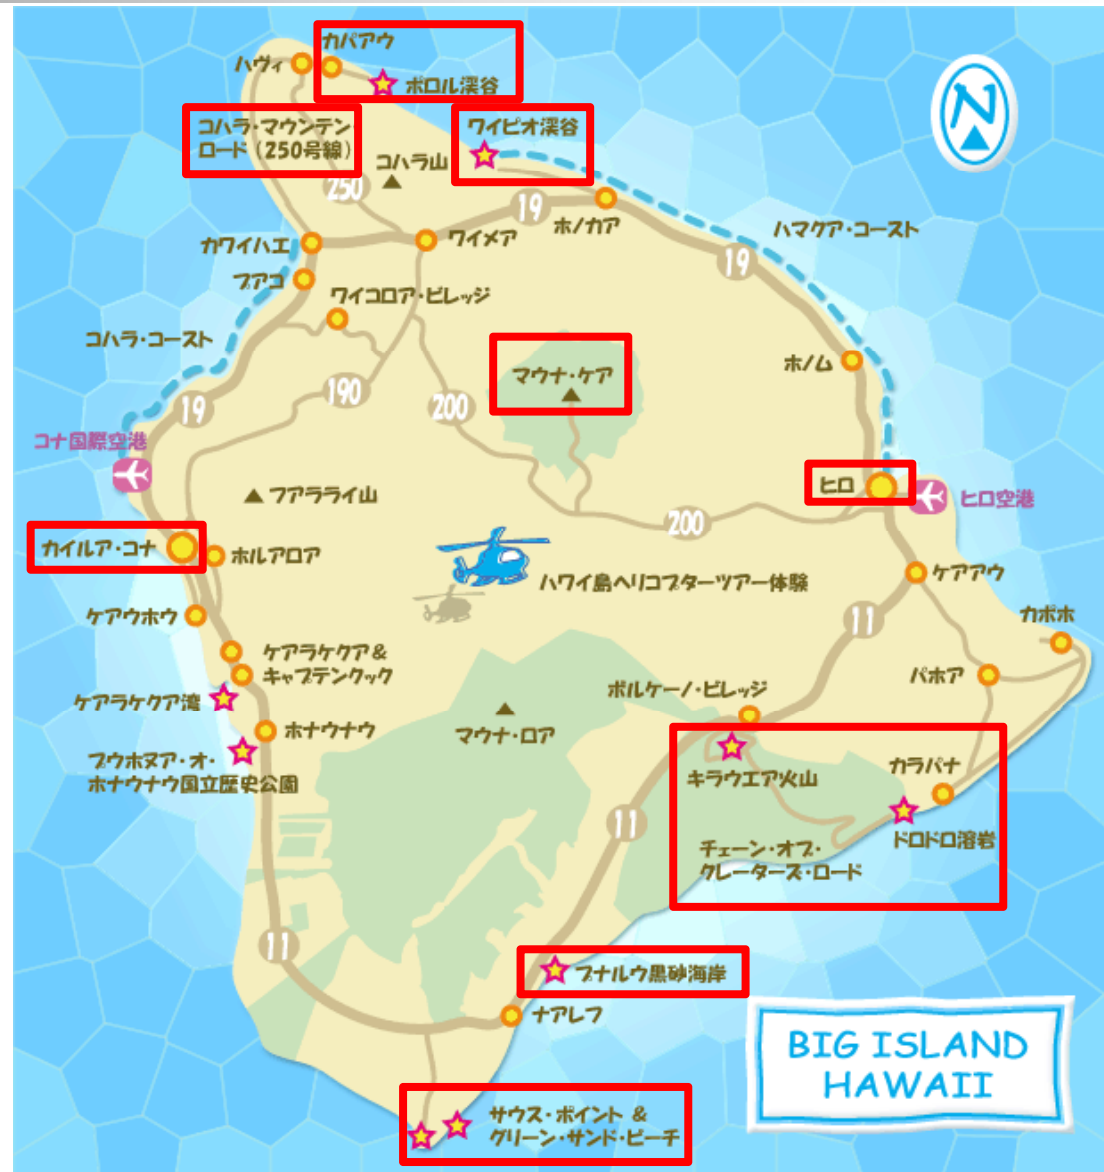 カパアウ
ハヴィ
ポロル渓谷
コハラ・マウンテン・
ロード（250号線）
ワイピオ渓谷
コハラ山
250
19
ホノカア
ハマクア・コースト
カワイハエ
ワイメア
19
プアコ
ワイコロア・ビレッジ
コハラ・コースト
ホノム
マウナ・ケア
190
200
19
コナ国際空港
フアラライ山
ヒロ
ヒロ空港
200
カイルア・コナ
ホルアロア
ハワイ島ヘリコプターツアー体験
ケアアウ
ケアウホウ
11
カポホ
ケアラケクア＆
キャプテンクック
パホア
ケアラケクア湾
ボルケーノ・ビレッジ
ホナウナウ
マウナ・ロア
プウホヌア・オ・
ホナウナウ国立歴史公園
キラウエア火山
カラパナ
11
ドロドロ溶岩
チェーン・オブ・
クレーターズ・ロード
11
プナルウ黒砂海岸
ナアレフ
サウス・ポイント ＆
グリーン・サンド・ビーチ
N
BIG ISLAND
HAWAII